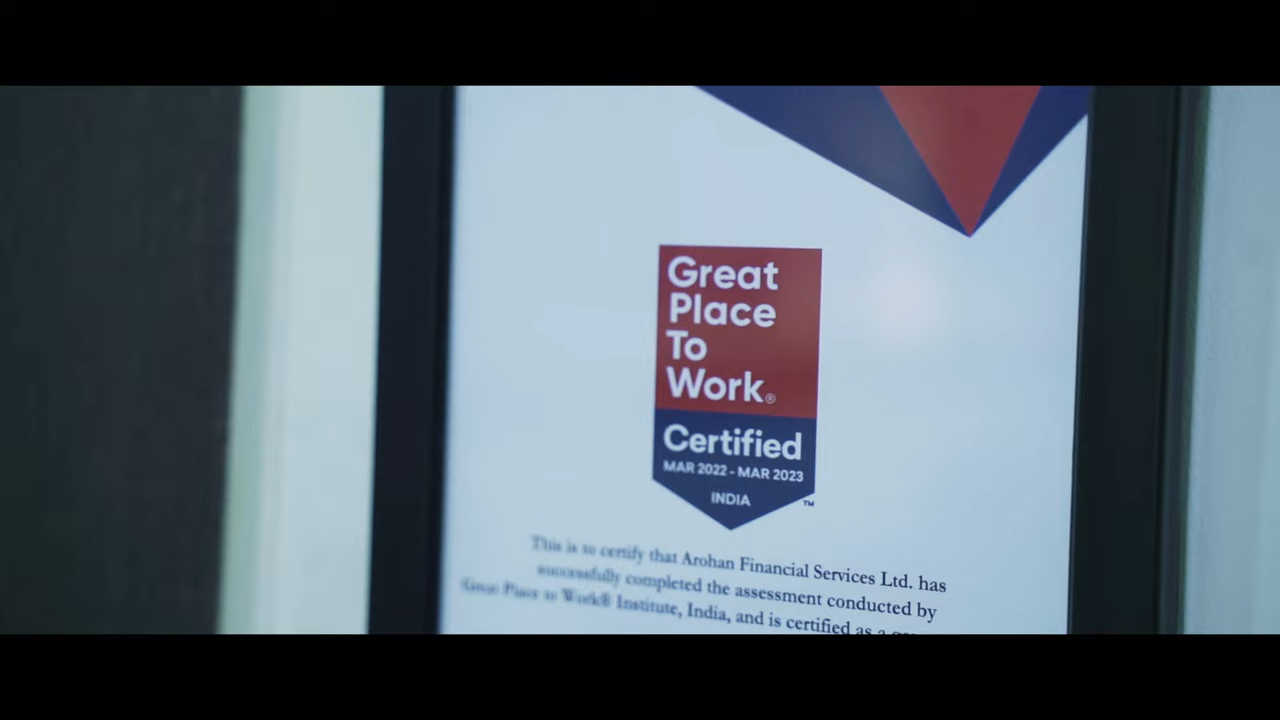 Great
Place
To
Work®
Certified
MAR 2022 - MAR 2023
INDIA
™
This is to certify that Arohan Financial Services Ltd. has
successfully completed the assessment conducted by
Great Place to Work® Institute, India, and is certified as a